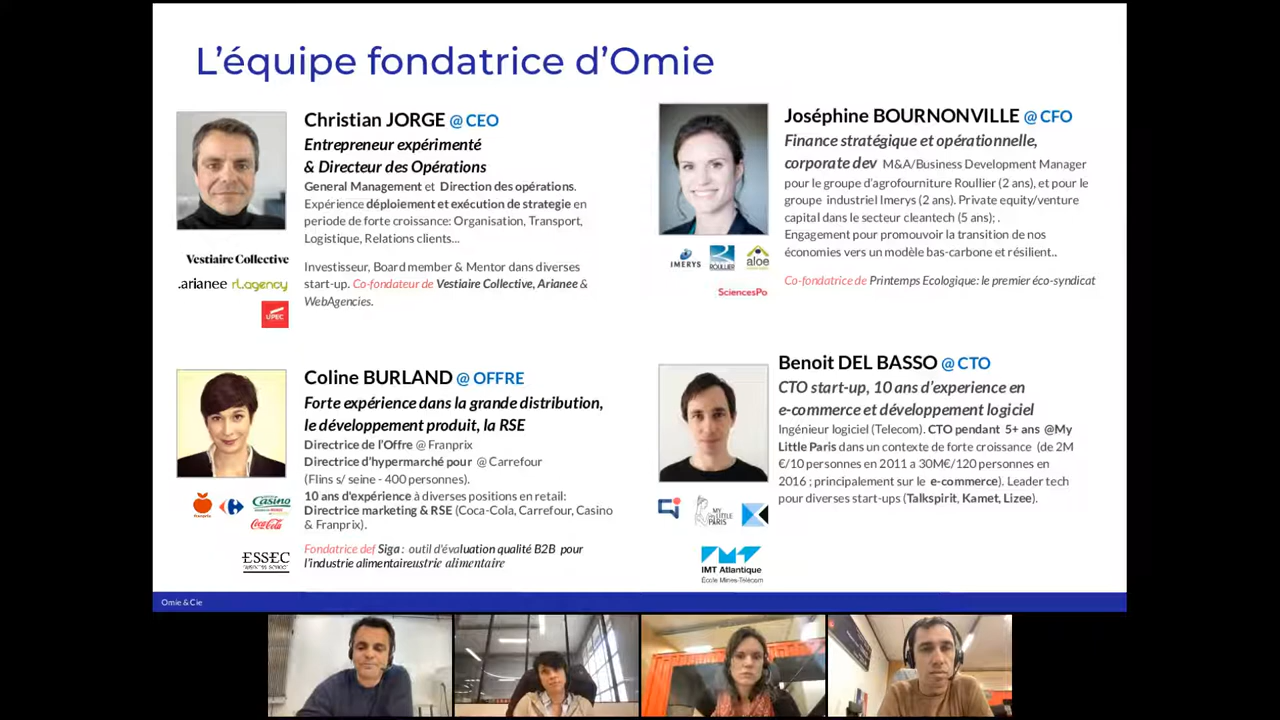 L'équipe fondatrice d'Omie
Christian JORGE @ CEO
Entrepreneur expérimenté
& Directeur des Opérations
General Management et Direction des opérations.
Expérience déploiement et exécution de strategie en
periode de forte croissance: Organisation, Transport,
Logistique, Relations clients...
Investisseur, Board member & Mentor dans diverses
start-up. Co-fondateur de Vestiaire Collective, Arianee &
WebAgencies.
Vestiaire Collective
.arianee rl.agency
UPEC
Joséphine BOURNONVILLE @ CFO
Finance stratégique et opérationnelle,
corporate dev M&A/Business Development Manager
pour le groupe d'agrofourniture Roullier (2 ans), et pour le
groupe industriel Imerys (2 ans). Private equity/venture
capital dans le secteur cleantech (5 ans); .
Engagement pour promouvoir la transition de nos
économies vers un modèle bas-carbone et résilient..
Co-fondatrice de Printemps Ecologique: le premier éco-syndicat
IMERYS ROULLIER aloe
SciencesPo
Coline BURLAND @ OFFRE
Forte expérience dans la grande distribution,
le développement produit, la RSE
Directrice de l'Offre @ Franprix
Directrice d'hypermarché pour @ Carrefour
(Flins s/ seine - 400 personnes).
10 ans d'expérience à diverses positions en retail:
Directrice marketing & RSE (Coca-Cola, Carrefour, Casino
& Franprix).
Fondatrice def Siga : outil d'évaluation qualité B2B pour
l'industrie alimentaireustrie alimentaire
franprix Casino
Coca-Cola
ESSEC
BUSINESS SCHOOL
Benoit DEL BASSO @ CTO
CTO start-up, 10 ans d'experience en
e-commerce et développement logiciel
Ingénieur logiciel (Telecom). CTO pendant 5+ ans @My
Little Paris dans un contexte de forte croissance (de 2M
€/10 personnes en 2011 a 30M€/120 personnes en
2016 ; principalement sur le e-commerce). Leader tech
pour diverses start-ups (Talkspirit, Kamet, Lizee).
MY
LITTLE
PARIS
IMT Atlantique
École Mines-Télécom
Omie & Cie